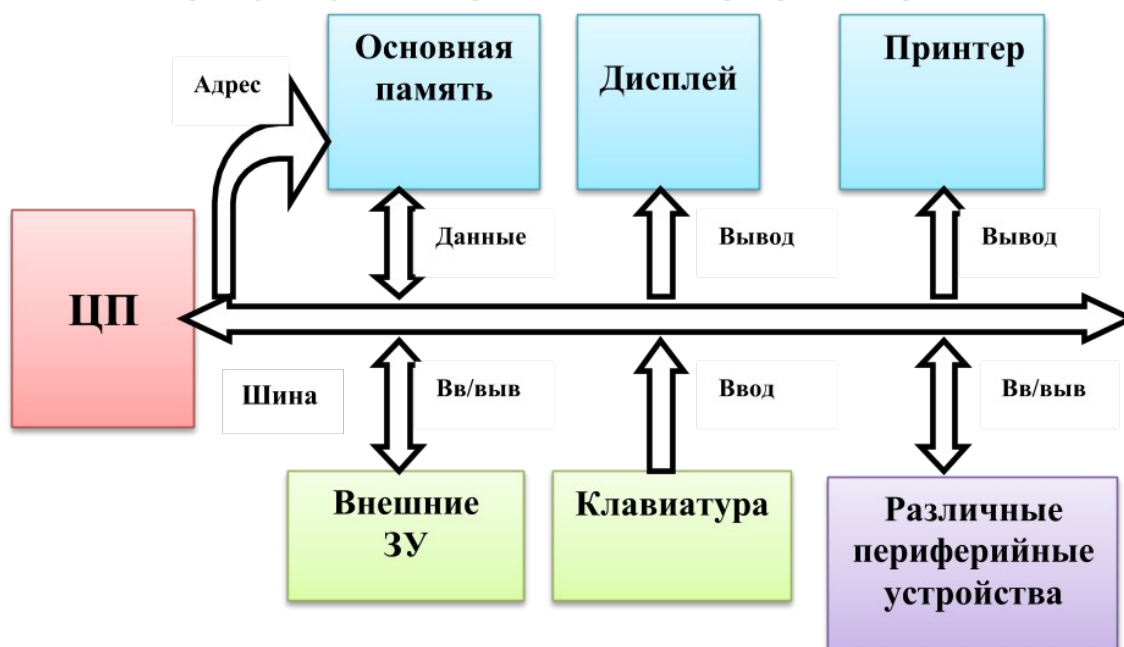 Основная
память
Дисплей
Принтер
Адрес
Данные
Вывод
Вывод
ЦП
Шина
Вв/выв
Ввод
Вв/выв
Внешние
ЗУ
Клавиатура
Различные
периферийные
устройства